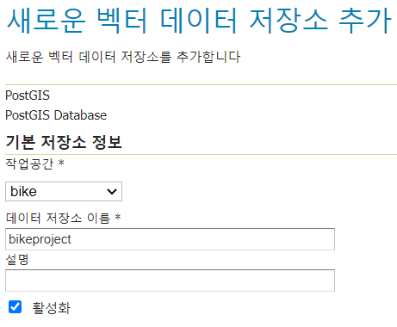 새로운 벡터 데이터 저장소 추가
새로운 벡터 데이터 저장소를 추가합니다
PostGIS
PostGIS Database
기본 저장소 정보
작업공간 *
bike
데이터 저장소 이름 *
bikeproject
설명
활성화